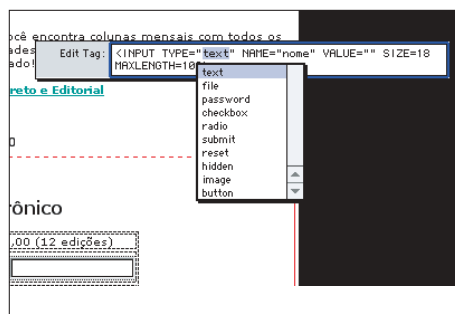 ocê encontra colunas mensais com todos os
ades
ado!
Edit Tag: <INPUT TYPE="text" NAME="nome" VALUE="" SIZE=18
MAXLENGTH=10
text
file
password
checkbox
radio
submit
reset
hidden
image
button
reto e Editorial
o
rônico
,00 (12 edições)